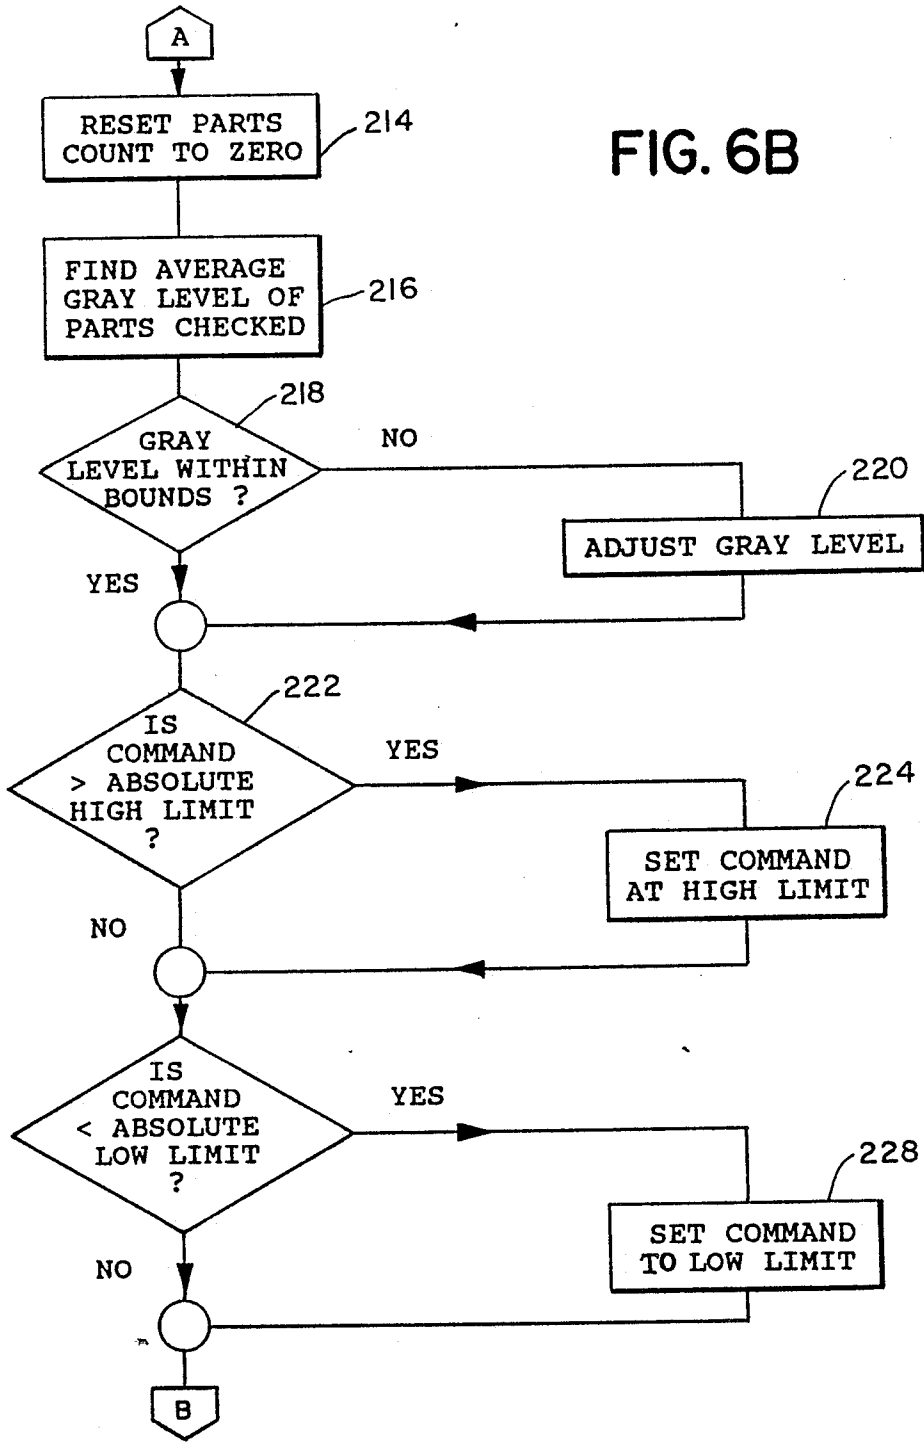 A
RESET PARTS
COUNT TO ZERO
214
FIG. 6B
FIND AVERAGE
GRAY LEVEL OF
PARTS CHECKED
216
218
GRAY
LEVEL WITHIN
BOUNDS ?
NO
220
ADJUST GRAY LEVEL
YES
222
IS
COMMAND
> ABSOLUTE
HIGH LIMIT
?
YES
224
SET COMMAND
AT HIGH LIMIT
NO
IS
COMMAND
< ABSOLUTE
LOW LIMIT
?
YES
228
SET COMMAND
TO LOW LIMIT
NO
B